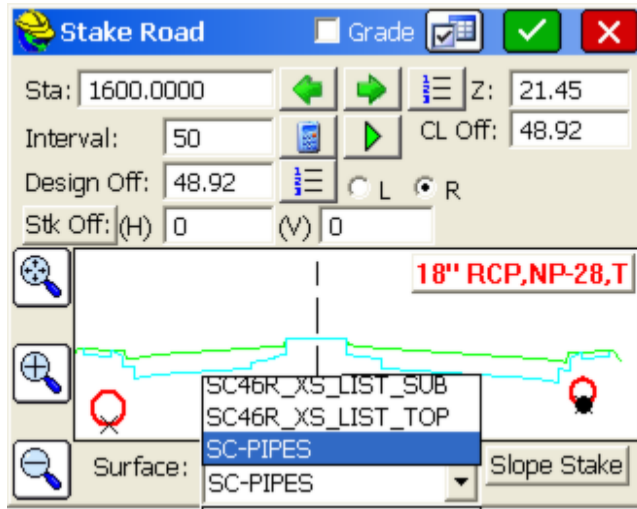 Stake Road Grade
Sta: 1600.0000 Z: 21.45
Interval: 50 CL Off: 48.92
Design Off: 48.92 L R
Stk Off: (H) 0 (V) 0
18" RCP,NP-28,T
SC46R_XS_LIST_SUB
SC46R_XS_LIST_TOP
SC-PIPES
Surface: SC-PIPES Slope Stake